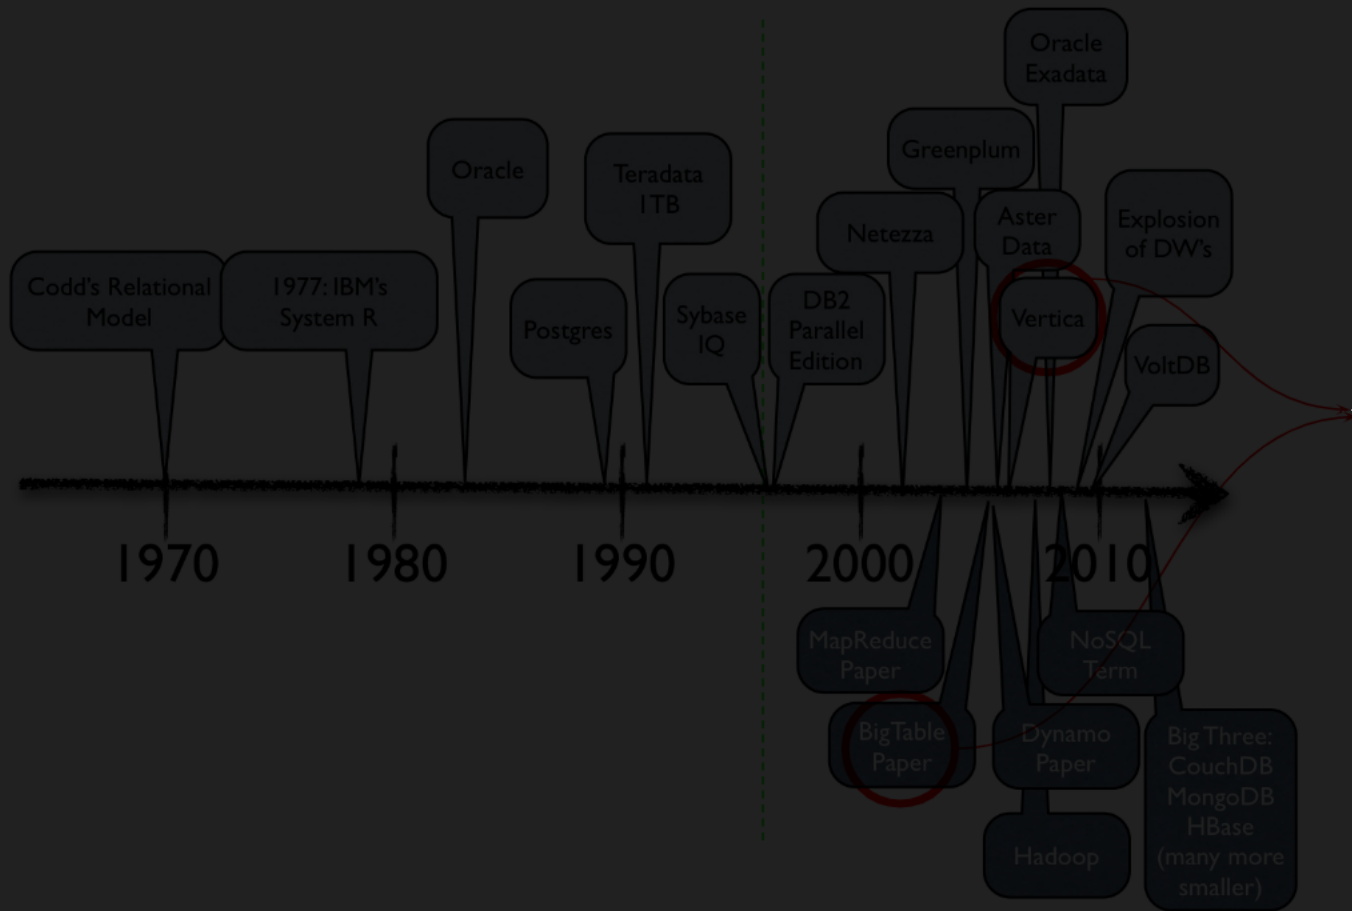 Oracle
Exadata
Oracle
Teradata
1TB
Greenplum
Netezza
Aster
Data
Explosion
of DW's
Codd's Relational
Model
1977: IBM's
System R
Postgres
Sybase
IQ
DB2
Parallel
Edition
Vertica
VoltDB
1970
1980
1990
2000
2010
MapReduce
Paper
NoSQL
Term
BigTable
Paper
Dynamo
Paper
Big Three:
CouchDB
MongoDB
HBase
(many more
smaller)
Hadoop